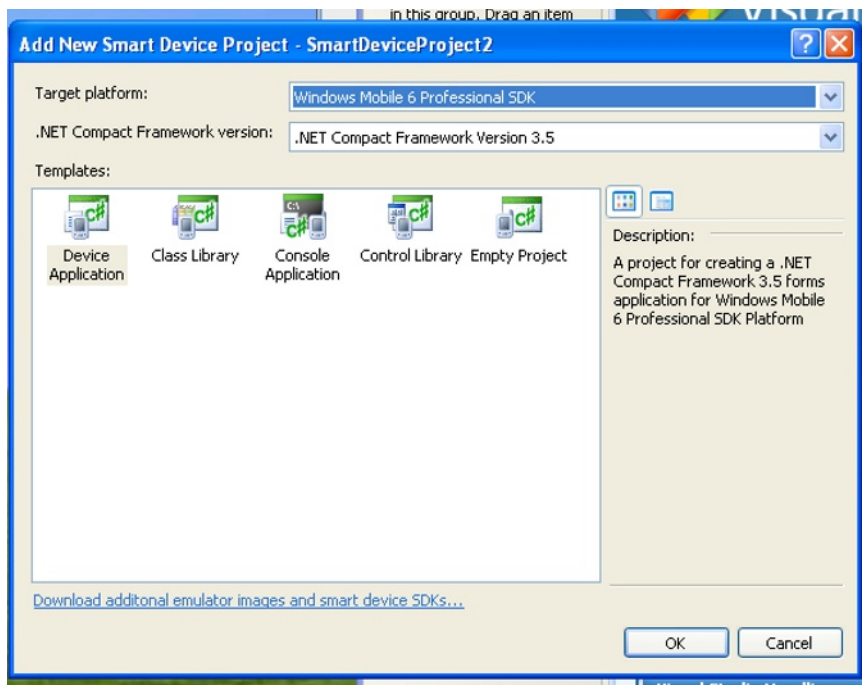 in this group. Drag an item
Add New Smart Device Project - SmartDeviceProject2
Target platform:
Windows Mobile 6 Professional SDK
.NET Compact Framework version:
.NET Compact Framework Version 3.5
Templates:
Device Application
Class Library
Console Application
Control Library
Empty Project
Description:
A project for creating a .NET
Compact Framework 3.5 forms
application for Windows Mobile
6 Professional SDK Platform
Download additonal emulator images and smart device SDKs...
OK
Cancel